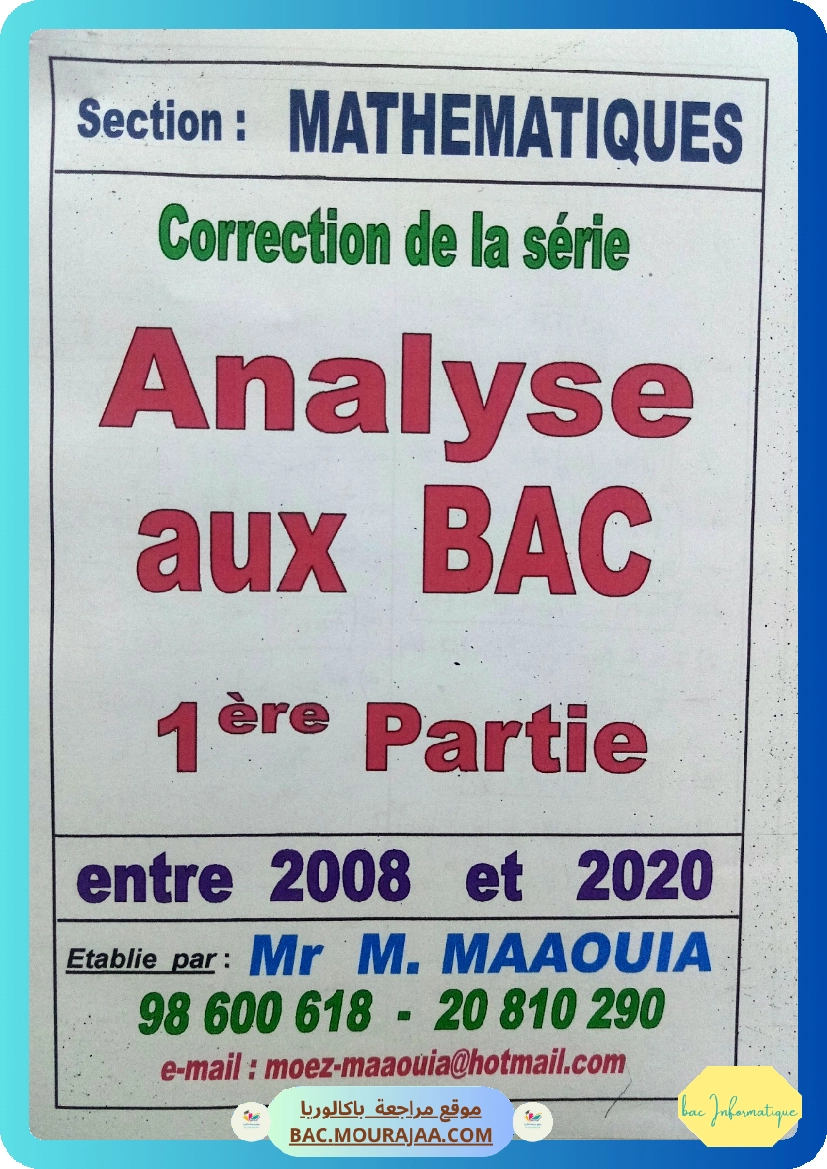 Section : MATHEMATIQUES
Correction de la série
Analyse
aux BAC
1ère Partie
entre 2008 et 2020
Etablie par : Mr M. MAAOUIA
98 600 618 - 20 810 290
e-mail : moez-maaouia@hotmail.com
موقع مراجعة باكالوريا
BAC.MOURAJAA.COM
bac Informatique